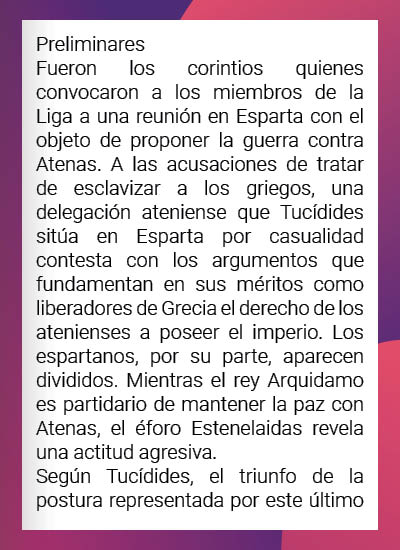 Preliminares
Fueron los corintios quienes
convocaron a los miembros de la
Liga a una reunión en Esparta con el
objeto de proponer la guerra contra
Atenas. A las acusaciones de tratar
de esclavizar a los griegos, una
delegación ateniense que Tucídides
sitúa en Esparta por casualidad
contesta con los argumentos que
fundamentan en sus méritos como
liberadores de Grecia el derecho de los
atenienses a poseer el imperio. Los
espartanos, por su parte, aparecen
divididos. Mientras el rey Arquidamo
es partidario de mantener la paz con
Atenas, el éforo Estenelaidas revela
una actitud agresiva.
Según Tucídides, el triunfo de la
postura representada por este último